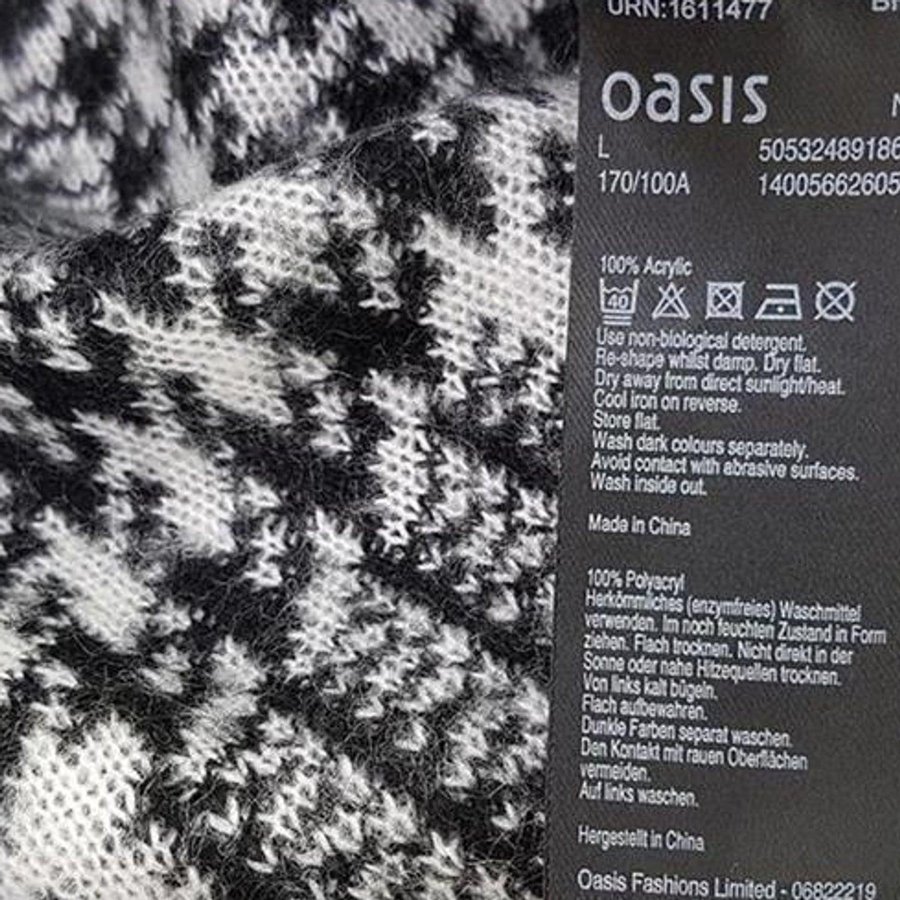 URN:1611477
oasis
L 50532489186
170/100A 14005662605
100% Acrylic
40
Use non-biological detergent.
Re-shape whilst damp. Dry flat.
Dry away from direct sunlight/heat.
Cool iron on reverse.
Store flat.
Wash dark colours separately.
Avoid contact with abrasive surfaces.
Wash inside out.
Made in China
100% Polyacryl
Herkömmliches (enzymfreies) Waschmittel
verwenden. Im noch feuchten Zustand in Form
ziehen. Flach trocknen. Nicht direkt in der
Sonne oder nahe Hitzequellen trocknen.
Von links kalt bügeln.
Flach aufbewahren.
Dunkle Farben separat waschen.
Den Kontakt mit rauen Oberflächen
vermeiden.
Auf links waschen.
Hergestellt in China
Oasis Fashions Limited - 06822219